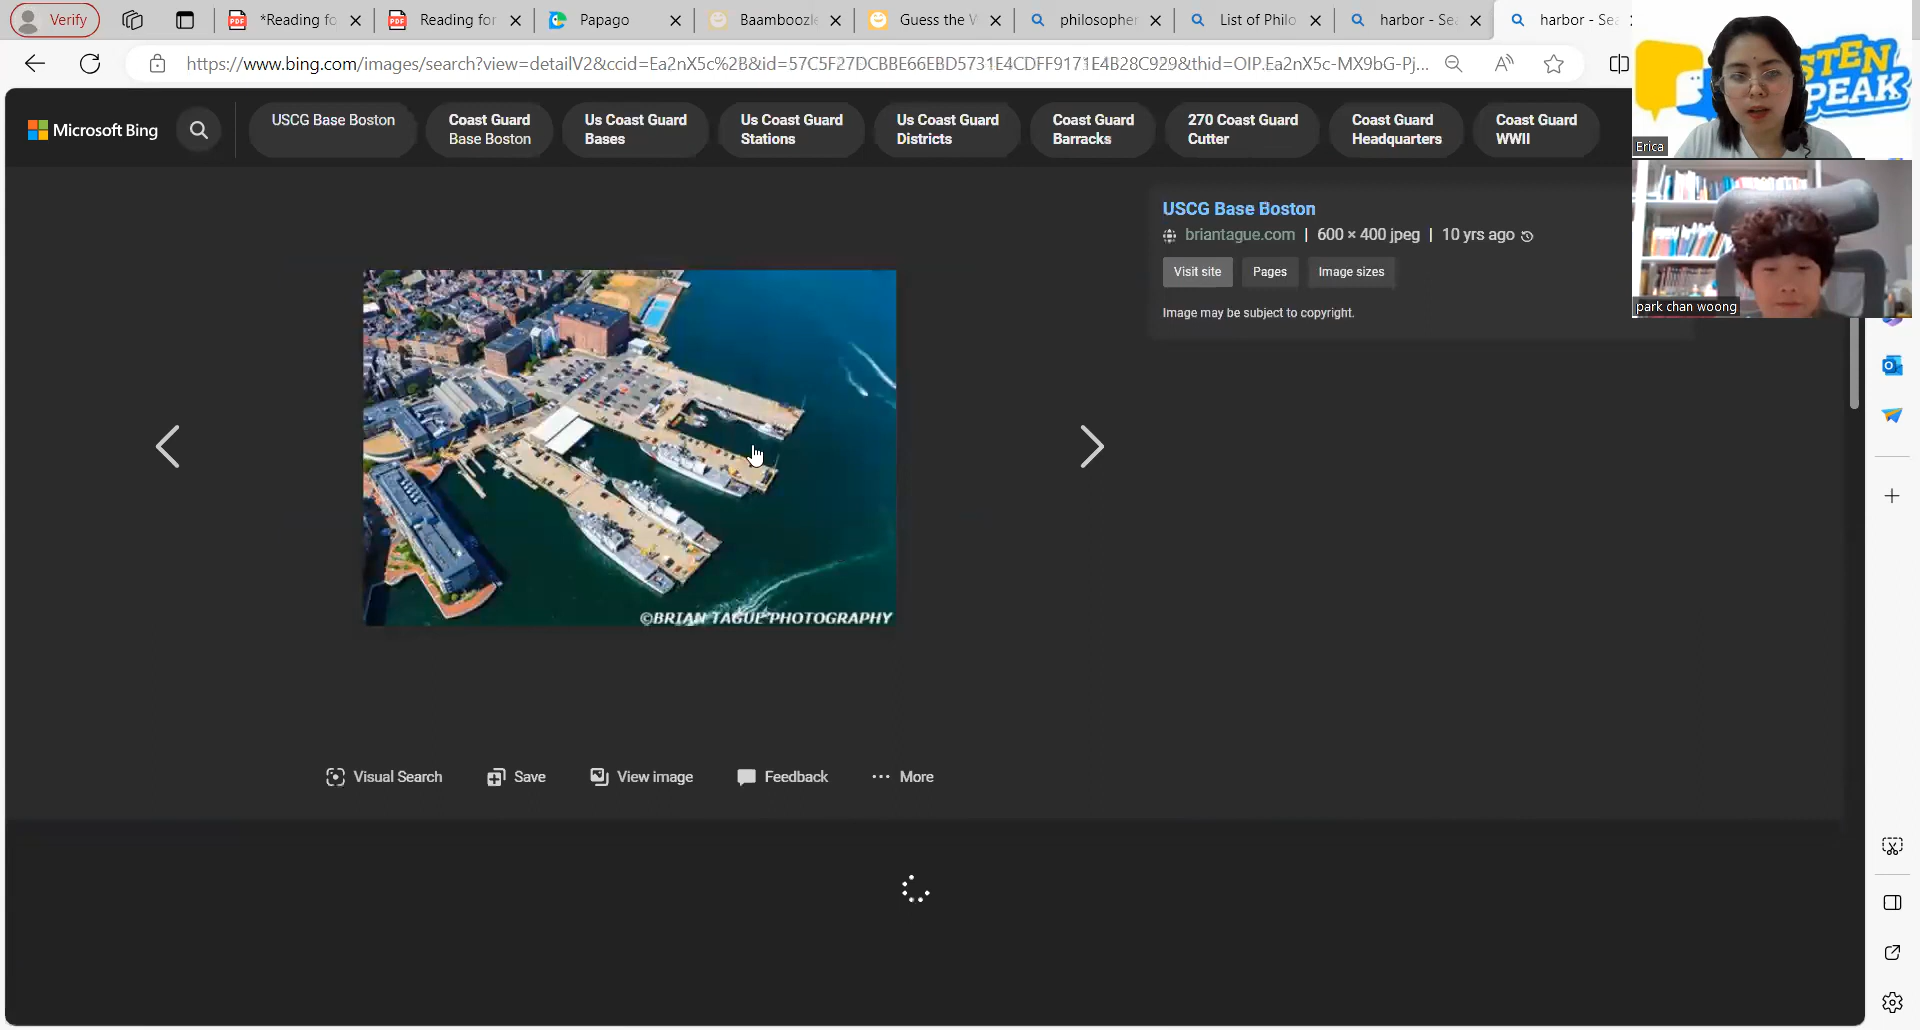 Verify
*Reading fo
Reading for
Papago
Baamboozle
Guess the W
philosopher
List of Philo
harbor - Sea
harbor - Sea
https://www.bing.com/images/search?view=detailV2&ccid=Ea2nX5c%2B&id=57C5F27DCBBE66EBD5731E4CDFF9171E4B28C929&thid=OIP.Ea2nX5c-MX9bG-Pj...
Microsoft Bing
USCG Base Boston
Coast Guard
Base Boston
Us Coast Guard
Bases
Us Coast Guard
Stations
Us Coast Guard
Districts
Coast Guard
Barracks
270 Coast Guard
Cutter
Coast Guard
Headquarters
Coast Guard
WWII
STEN
PEAK
Erica
park chan woong
USCG Base Boston
briantague.com | 600 × 400 jpeg | 10 yrs ago
Visit site
Pages
Image sizes
Image may be subject to copyright.
©BRIAN TAGUE PHOTOGRAPHY
Visual Search
Save
View image
Feedback
More